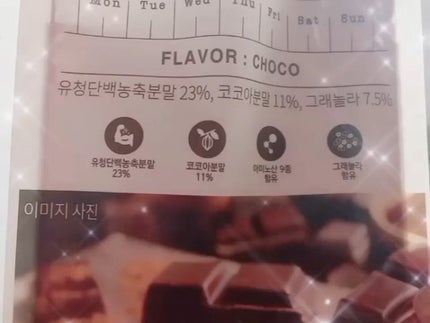 Mon Tue Wed Thu Fri Sat Sun
FLAVOR : CHOCO
유청단백농축분말 23%, 코코아분말 11%, 그래놀라 7.5%
유청단백농축분말
23%
코코아분말
11%
아미노산 9종
함유
그래놀라
함유
이미지 사진